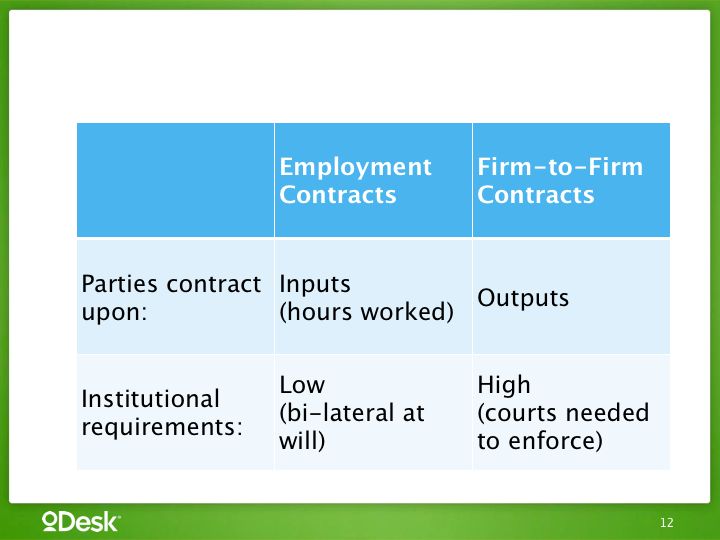 Employment
Contracts
Firm-to-Firm
Contracts
Parties contract
upon:
Inputs
(hours worked)
Outputs
Institutional
requirements:
Low
(bi-lateral at
will)
High
(courts needed
to enforce)
oDesk
12